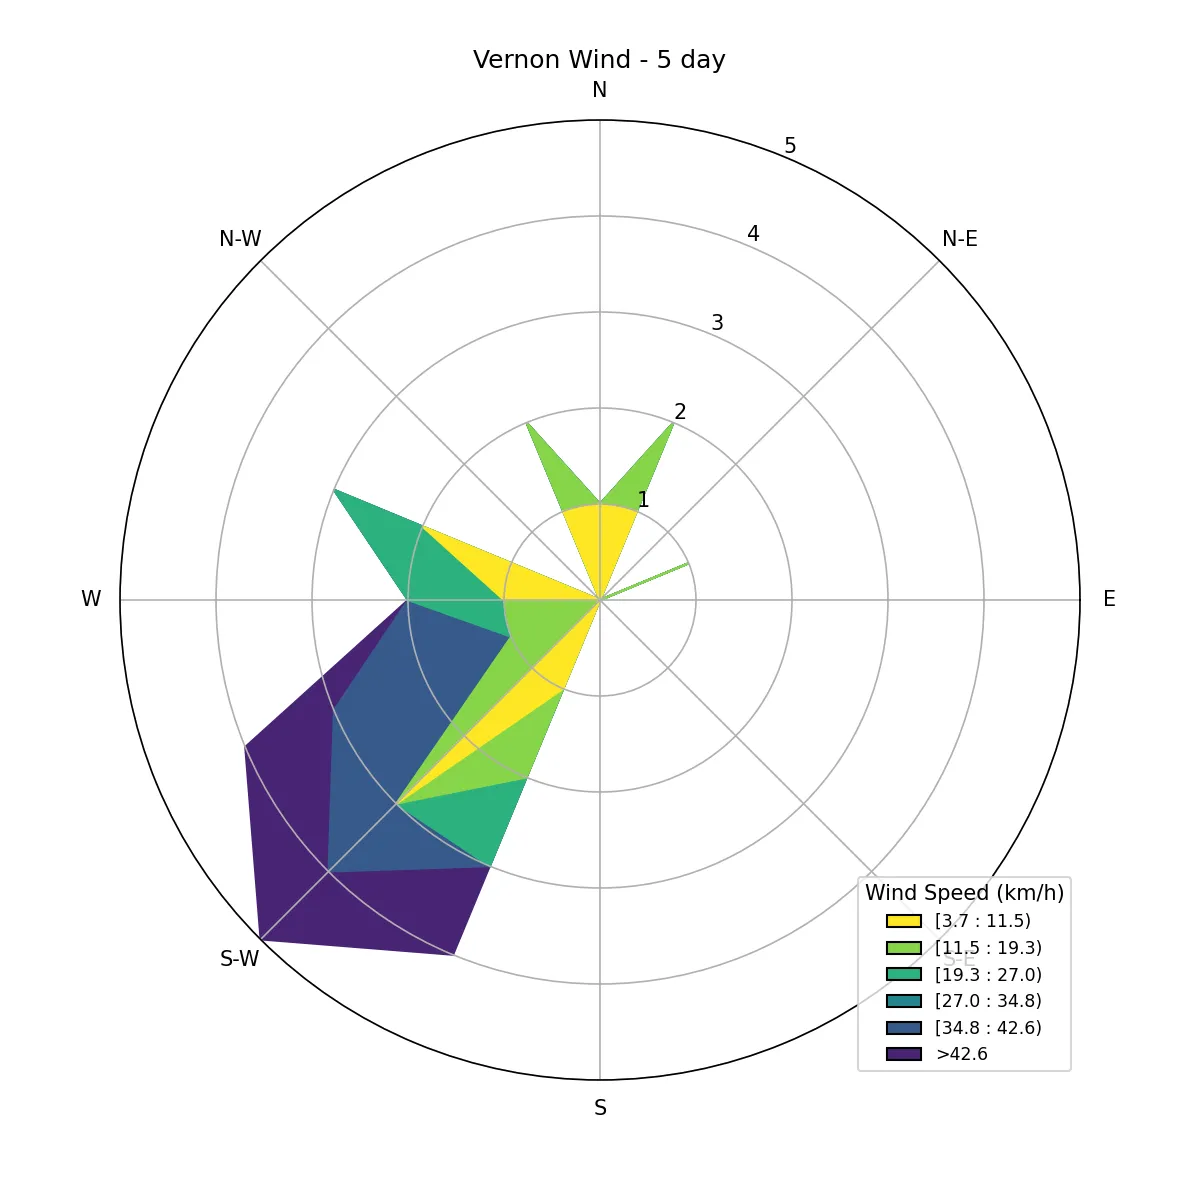 Vernon Wind - 5 day
N
5
N-W
4
N-E
3
2
1
W
E
S-W
S-E
S
Wind Speed (km/h)
[3.7 : 11.5)
[11.5 : 19.3)
[19.3 : 27.0)
[27.0 : 34.8)
[34.8 : 42.6)
>42.6